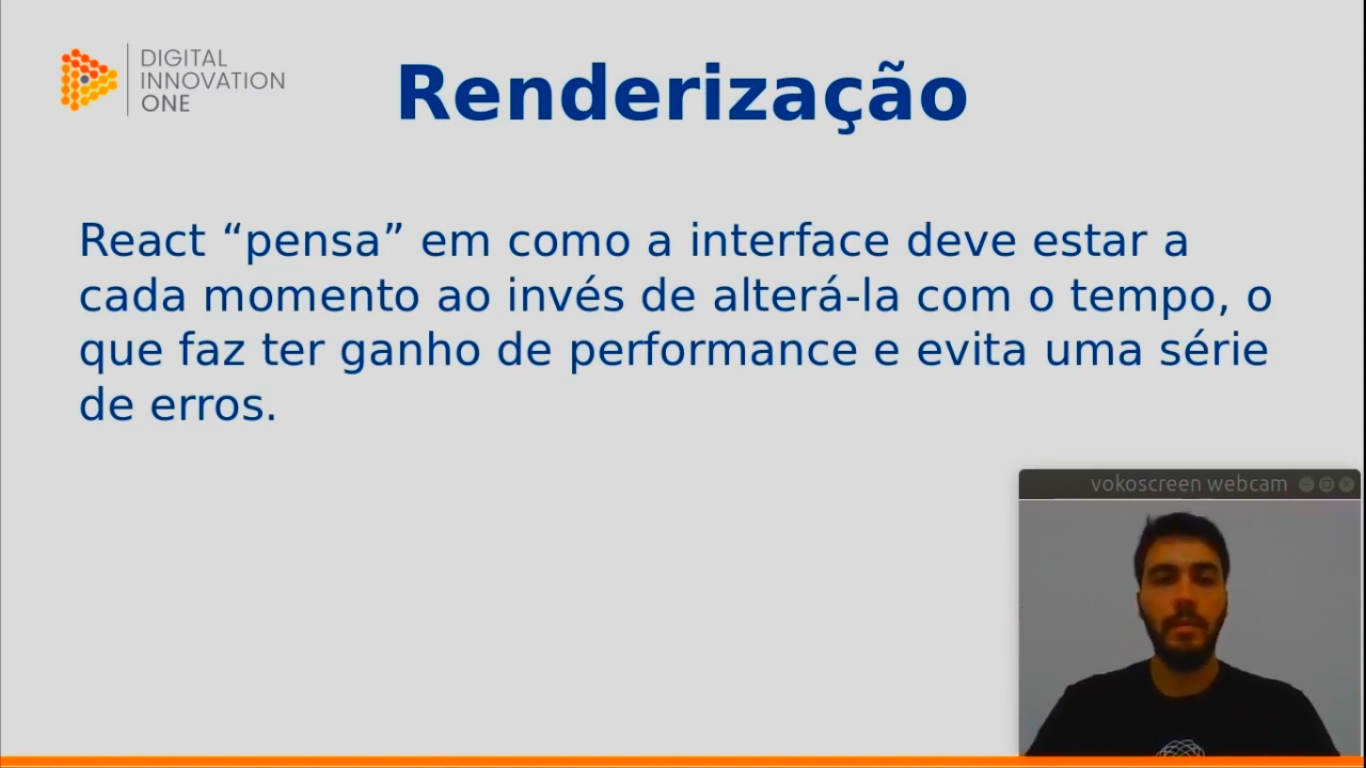 DIGITAL
INNOVATION
ONE
Renderização
React “pensa” em como a interface deve estar a
cada momento ao invés de alterá-la com o tempo, o
que faz ter ganho de performance e evita uma série
de erros.
vokoscreen webcam